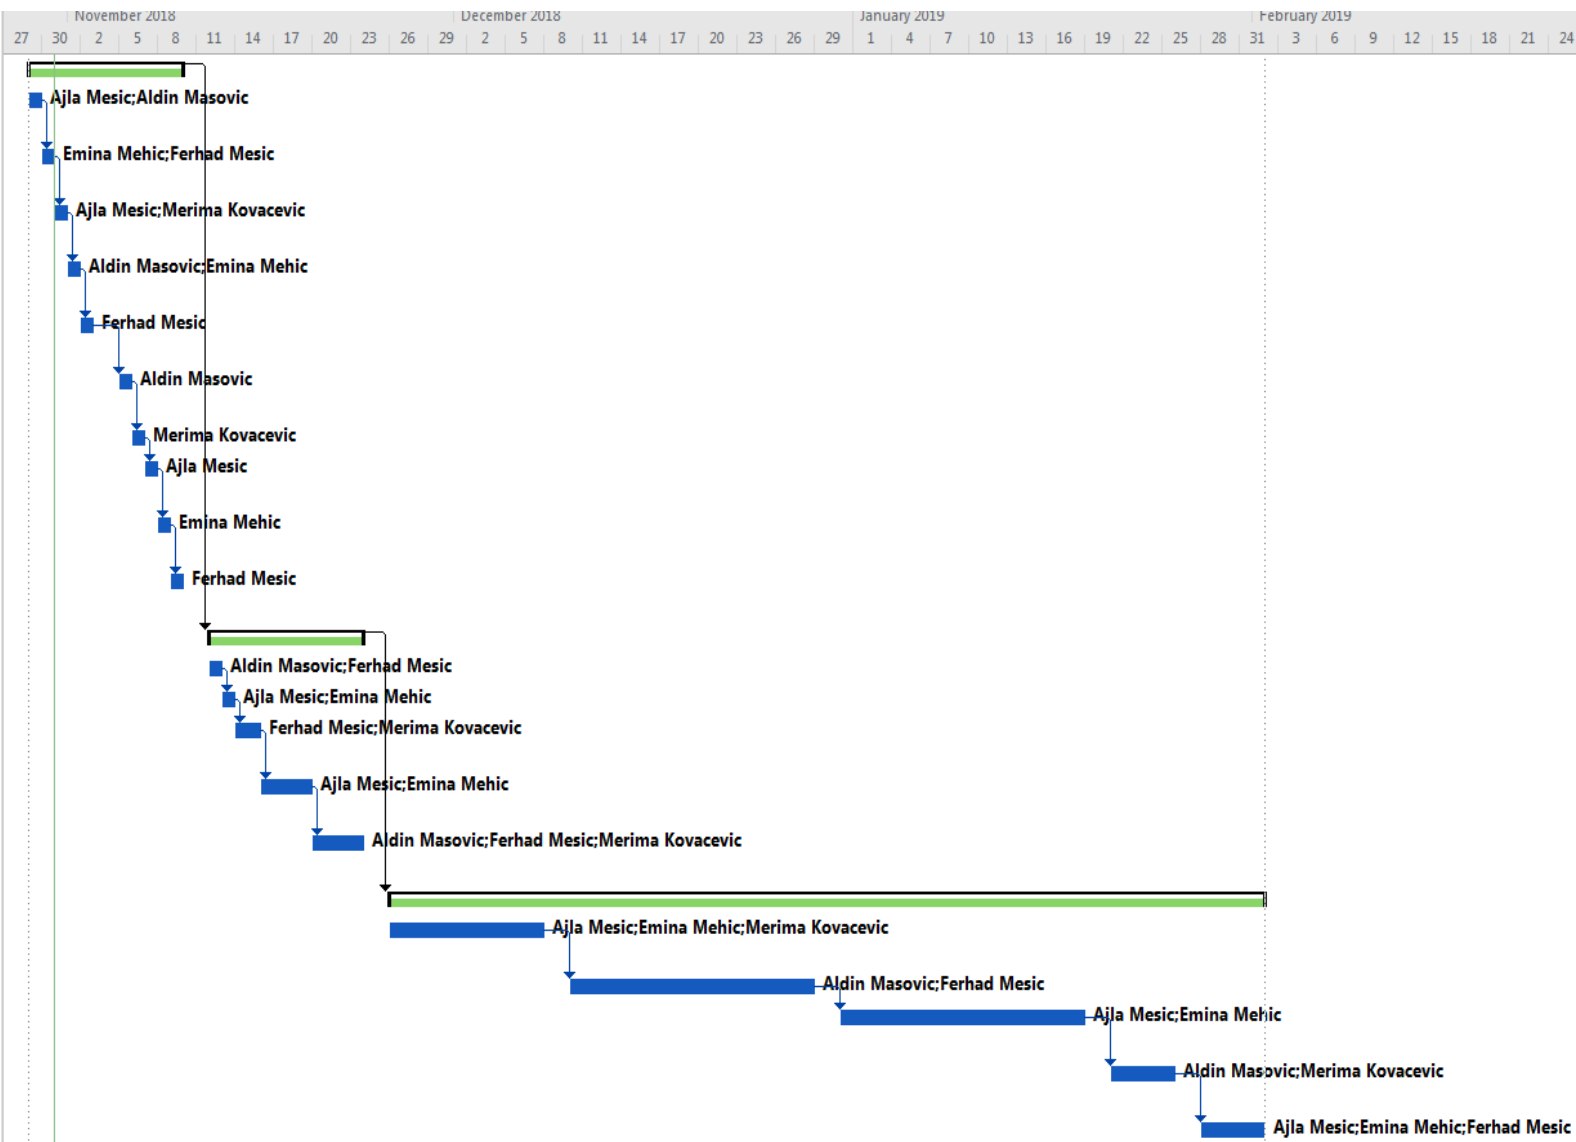 November 2018 December 2018 January 2019 February 2019
27 30 2 5 8 11 14 17 20 23 26 29 2 5 8 11 14 17 20 23 26 29 1 4 7 10 13 16 19 22 25 28 31 3 6 9 12 15 18 21 24
Ajla Mesic;Aldin Masovic
Emina Mehic;Ferhad Mesic
Ajla Mesic;Merima Kovacevic
Aldin Masovic;Emina Mehic
Ferhad Mesic
Aldin Masovic
Merima Kovacevic
Ajla Mesic
Emina Mehic
Ferhad Mesic
Aldin Masovic;Ferhad Mesic
Ajla Mesic;Emina Mehic
Ferhad Mesic;Merima Kovacevic
Ajla Mesic;Emina Mehic
Aldin Masovic;Ferhad Mesic;Merima Kovacevic
Ajla Mesic;Emina Mehic;Merima Kovacevic
Aldin Masovic;Ferhad Mesic
Ajla Mesic;Emina Mehic
Aldin Masovic;Merima Kovacevic
Ajla Mesic;Emina Mehic;Ferhad Mesic